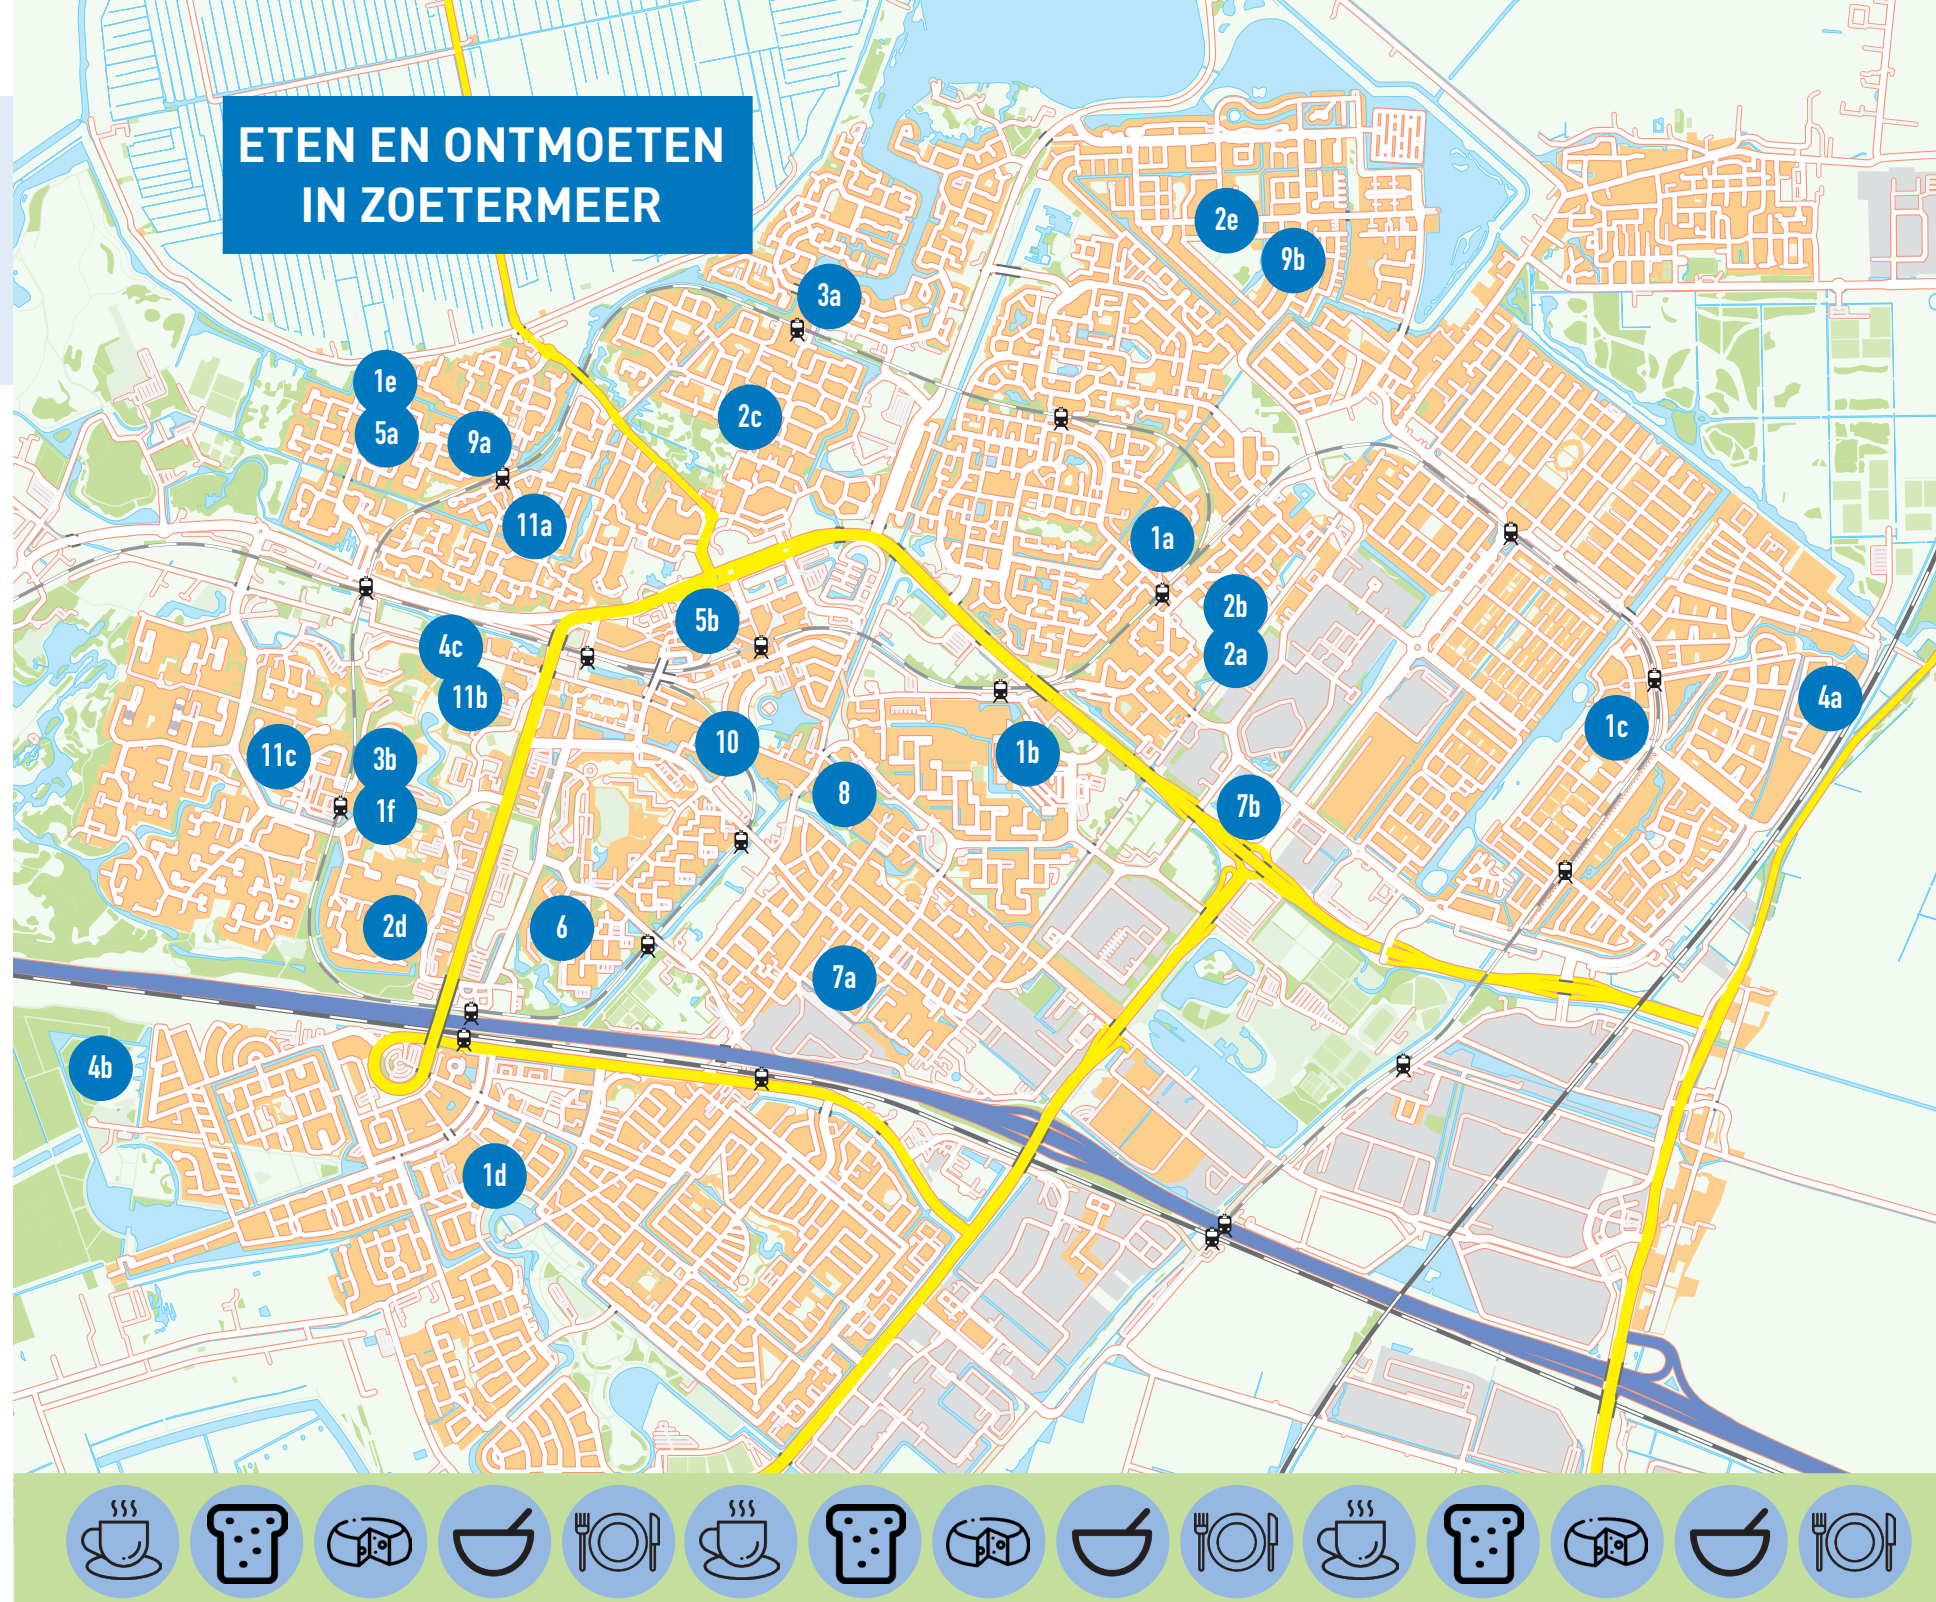 ETEN EN ONTMOETEN
IN ZOETERMEER
2e
9b
3a
1e
5a
9a
2c
11a
1a
5b
2b
2a
4c
11b
4a
1c
10
1b
11c
3b
1f
8
7b
2d
6
7a
4b
1d